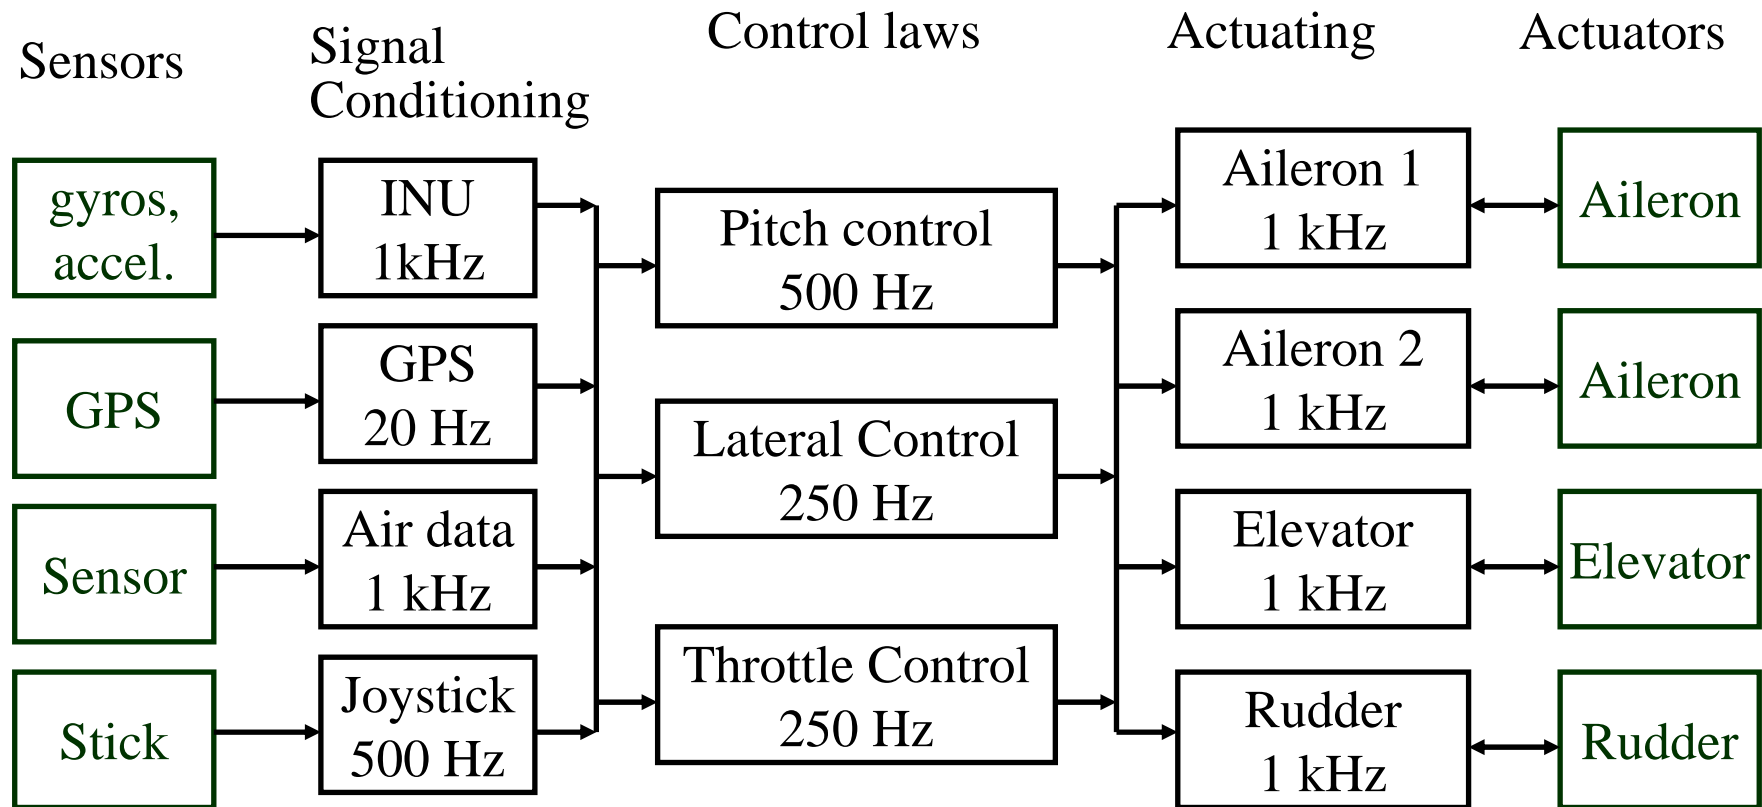 Sensors
Signal
Conditioning
Control laws
Actuating
Actuators
gyros,
accel.
GPS
Sensor
Stick
INU
1kHz
GPS
20 Hz
Air data
1 kHz
Joystick
500 Hz
Pitch control
500 Hz
Lateral Control
250 Hz
Throttle Control
250 Hz
Aileron 1
1 kHz
Aileron 2
1 kHz
Elevator
1 kHz
Rudder
1 kHz
Aileron
Aileron
Elevator
Rudder